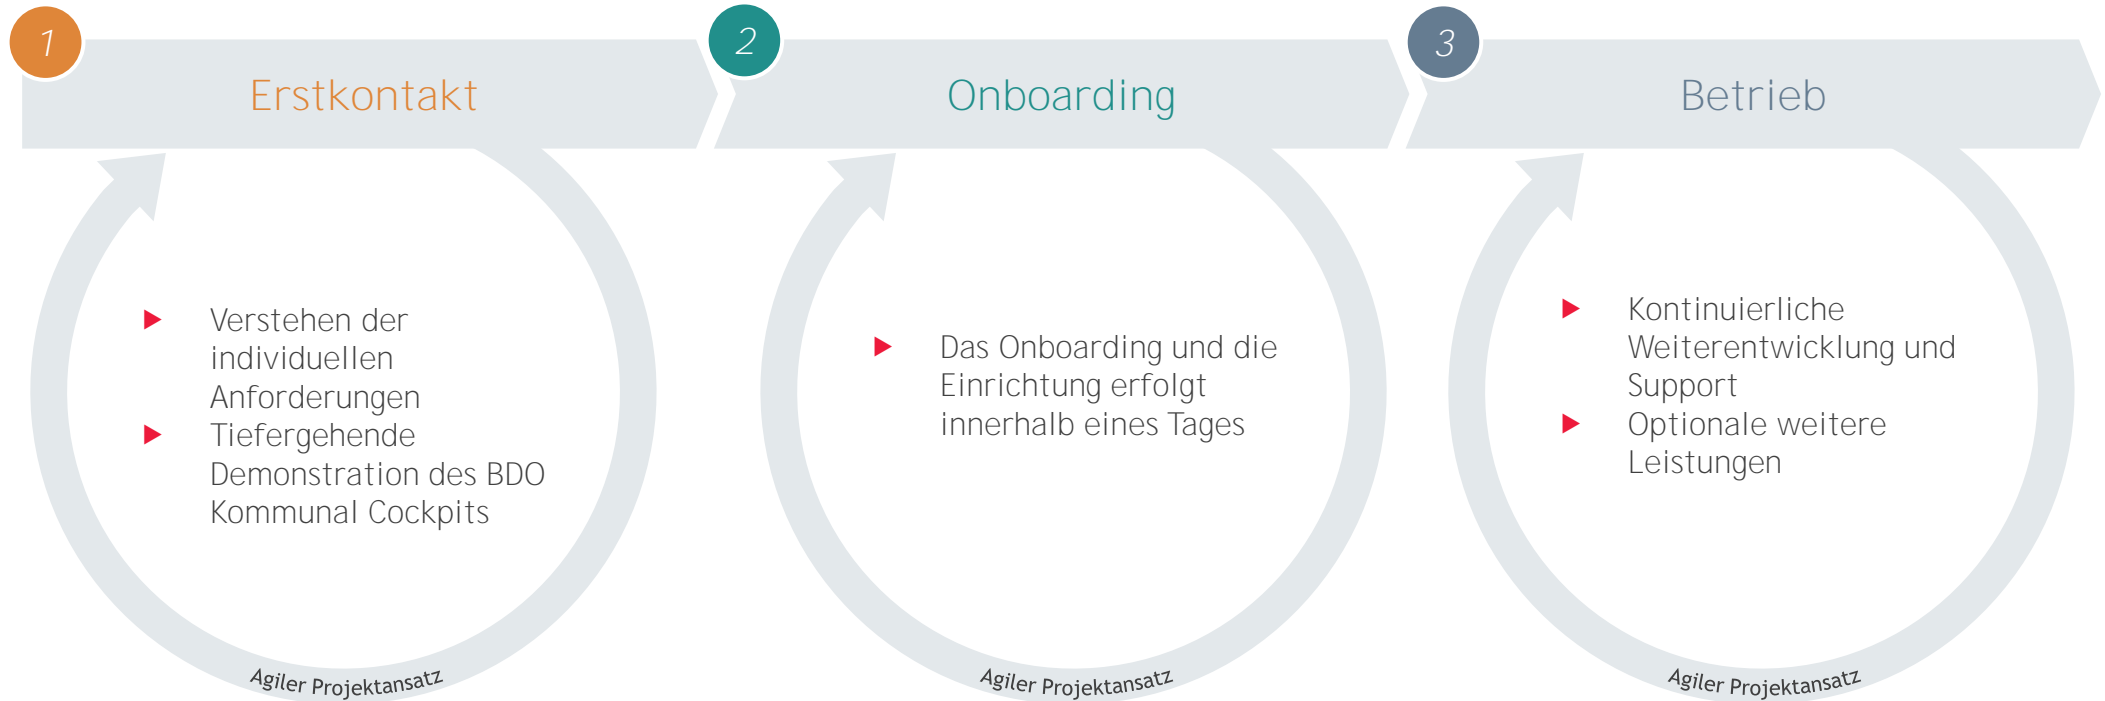 1
Erstkontakt
Verstehen der
individuellen
Anforderungen
Tiefergehende
Demonstration des BDO
Kommunal Cockpits
Agiler Projektansatz
2
Onboarding
Das Onboarding und die
Einrichtung erfolgt
innerhalb eines Tages
Agiler Projektansatz
3
Betrieb
Kontinuierliche
Weiterentwicklung und
Support
Optionale weitere
Leistungen
Agiler Projektansatz